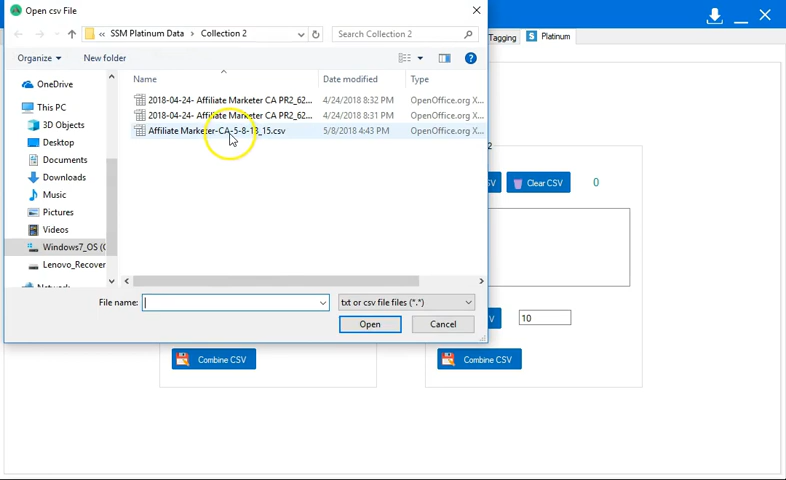 Open csv File
« SSM Platinum Data > Collection 2
Search Collection 2
Organize
New folder
Name
Date modified
Type
OneDrive
This PC
3D Objects
Desktop
Documents
Downloads
Music
Pictures
Videos
Windows7_OS (C
Lenovo_Recover
Network
2018-04-24- Affiliate Marketer CA PR2_62... 4/24/2018 8:32 PM OpenOffice.org X...
2018-04-24- Affiliate Marketer CA PR2_62... 4/24/2018 8:31 PM OpenOffice.org X...
Affiliate Marketer-CA-5-8-18_15.csv 5/8/2018 4:43 PM OpenOffice.org X...
File name:
txt or csv file files (*.*)
Open
Cancel
Tagging
Platinum
2
SV
Clear CSV
0
V
10
Combine CSV
Combine CSV